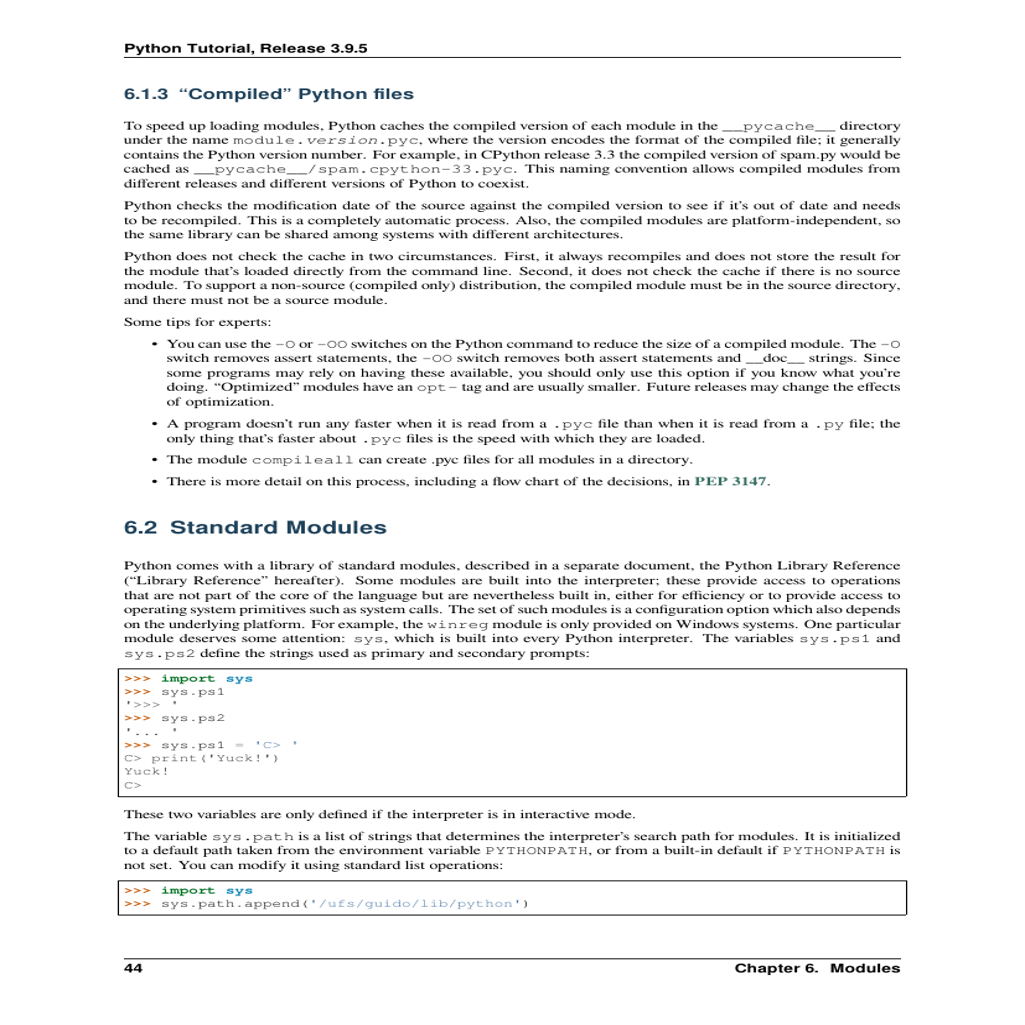 Python Tutorial, Release 3.9.5
6.1.3 “Compiled” Python files
To speed up loading modules, Python caches the compiled version of each module in the __pycache__ directory
under the name module.version.pyc, where the version encodes the format of the compiled file; it generally
contains the Python version number. For example, in CPython release 3.3 the compiled version of spam.py would be
cached as __pycache__/spam.cpython-33.pyc. This naming convention allows compiled modules from
different releases and different versions of Python to coexist.
Python checks the modification date of the source against the compiled version to see if it’s out of date and needs
to be recompiled. This is a completely automatic process. Also, the compiled modules are platform-independent, so
the same library can be shared among systems with different architectures.
Python does not check the cache in two circumstances. First, it always recompiles and does not store the result for
the module that’s loaded directly from the command line. Second, it does not check the cache if there is no source
module. To support a non-source (compiled only) distribution, the compiled module must be in the source directory,
and there must not be a source module.
Some tips for experts:
• You can use the -O or -OO switches on the Python command to reduce the size of a compiled module. The -O
switch removes assert statements, the -OO switch removes both assert statements and __doc__ strings. Since
some programs may rely on having these available, you should only use this option if you know what you’re
doing. “Optimized” modules have an opt- tag and are usually smaller. Future releases may change the effects
of optimization.
• A program doesn’t run any faster when it is read from a .pyc file than when it is read from a .py file; the
only thing that’s faster about .pyc files is the speed with which they are loaded.
• The module compileall can create .pyc files for all modules in a directory.
• There is more detail on this process, including a flow chart of the decisions, in PEP 3147.
6.2 Standard Modules
Python comes with a library of standard modules, described in a separate document, the Python Library Reference
(“Library Reference” hereafter). Some modules are built into the interpreter; these provide access to operations
that are not part of the core of the language but are nevertheless built in, either for efficiency or to provide access to
operating system primitives such as system calls. The set of such modules is a configuration option which also depends
on the underlying platform. For example, the winreg module is only provided on Windows systems. One particular
module deserves some attention: sys, which is built into every Python interpreter. The variables sys.ps1 and
sys.ps2 define the strings used as primary and secondary prompts:
>>> import sys
>>> sys.ps1
'>>> '
>>> sys.ps2
'... '
>>> sys.ps1 = 'C> '
C> print('Yuck!')
Yuck!
C>
These two variables are only defined if the interpreter is in interactive mode.
The variable sys.path is a list of strings that determines the interpreter’s search path for modules. It is initialized
to a default path taken from the environment variable PYTHONPATH, or from a built-in default if PYTHONPATH is
not set. You can modify it using standard list operations:
>>> import sys
>>> sys.path.append('/ufs/guido/lib/python')
44 Chapter 6. Modules